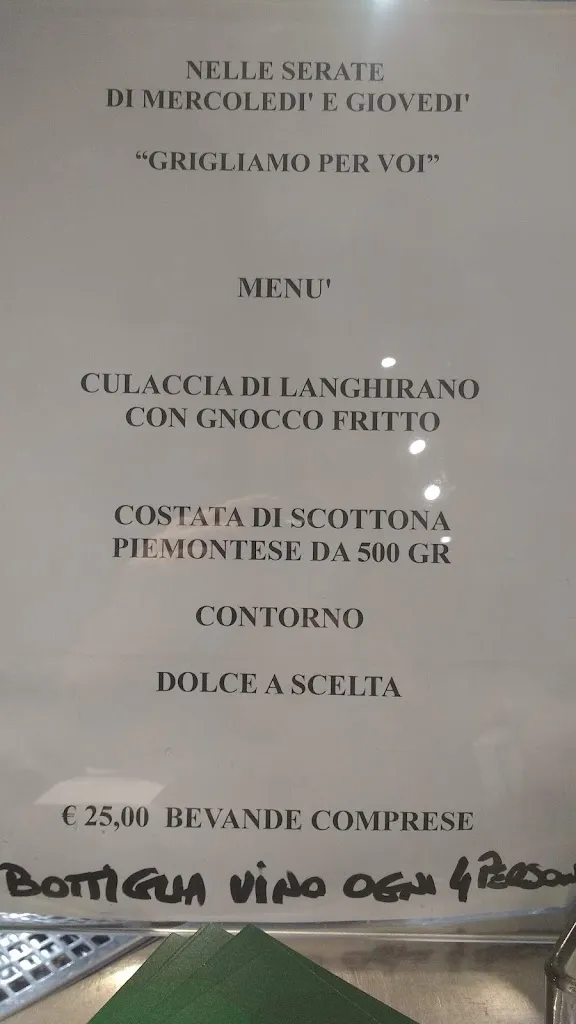 NELLE SERATE
DI MERCOLEDI' E GIOVEDI'
“GRIGLIAMO PER VOI”
MENU'
CULACCIA DI LANGHIRANO
CON GNOCCO FRITTO
COSTATA DI SCOTTONA
PIEMONTESE DA 500 GR
CONTORNO
DOLCE A SCELTA
€ 25,00 BEVANDE COMPRESE
BOTTIGLIA VINO OGNI 4